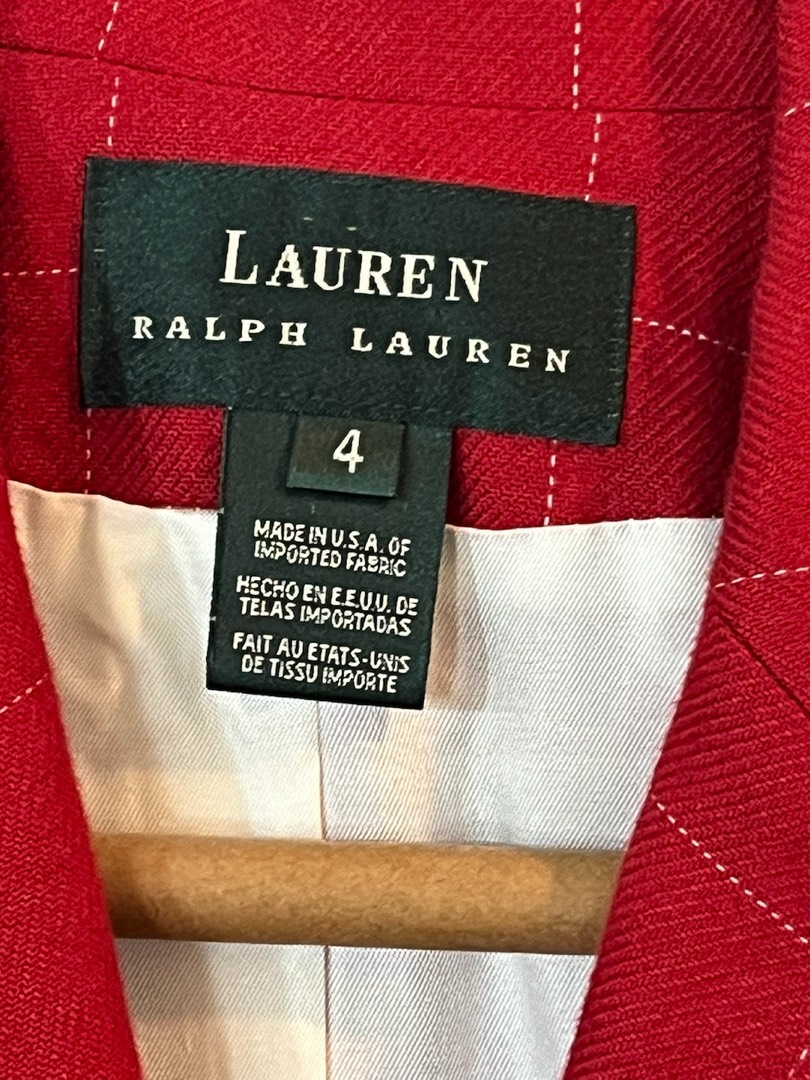 LAUREN
RALPH LAUREN
4
MADE IN U.S.A. OF
IMPORTED FABRIC
HECHO EN E.E.U.U. DE
TELAS IMPORTADAS
FAIT AU ETATS-UNIS
DE TISSU IMPORTE